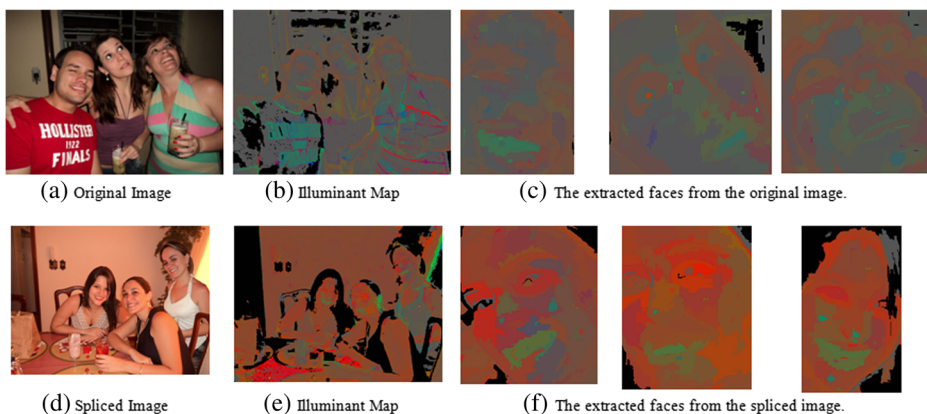 HOLLISTER
1922
FINALS
(a) Original Image
(b) Illuminant Map
(c) The extracted faces from the original image.
(d) Spliced Image
(e) Illuminant Map
(f) The extracted faces from the spliced image.